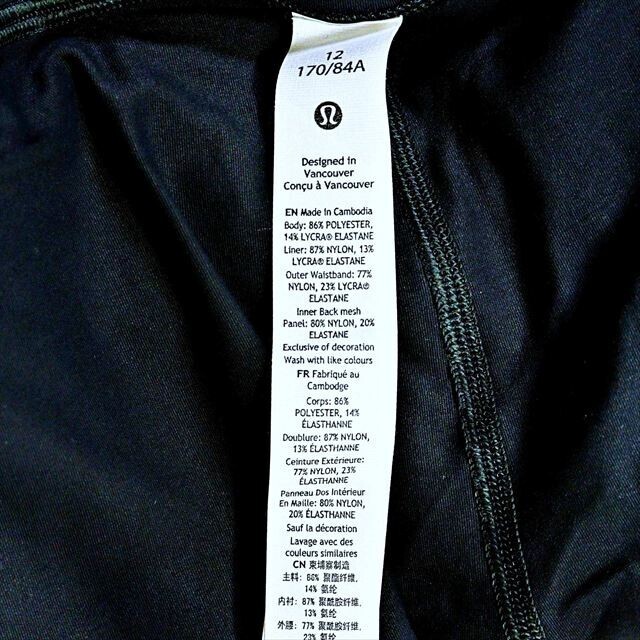 12
170/84A
Designed in
Vancouver
Conçu à Vancouver
EN Made in Cambodia
Body: 86% POLYESTER,
14% LYCRA® ELASTANE
Liner: 87% NYLON, 13%
LYCRA® ELASTANE
Outer Waistband: 77%
NYLON, 23% LYCRA®
ELASTANE
Inner Back mesh
Panel: 80% NYLON, 20%
ELASTANE
Exclusive of decoration
Wash with like colours
FR Fabriqué au
Cambodge
Corps: 86%
POLYESTER, 14%
ÉLASTHANNE
Doublure: 87% NYLON,
13% ÉLASTHANNE
Ceinture Extérieure:
77% NYLON, 23%
ÉLASTHANNE
Panneau Dos Intérieur
En Maille: 80% NYLON,
20% ÉLASTHANNE
Sauf la décoration
Lavage avec des
couleurs similaires
CN 柬埔寨制造
主料: 86% 聚酯纤维,
14% 氨纶
内衬: 87% 聚酰胺纤维,
13% 氨纶
外腰: 77% 聚酰胺纤维,
23% 氨纶